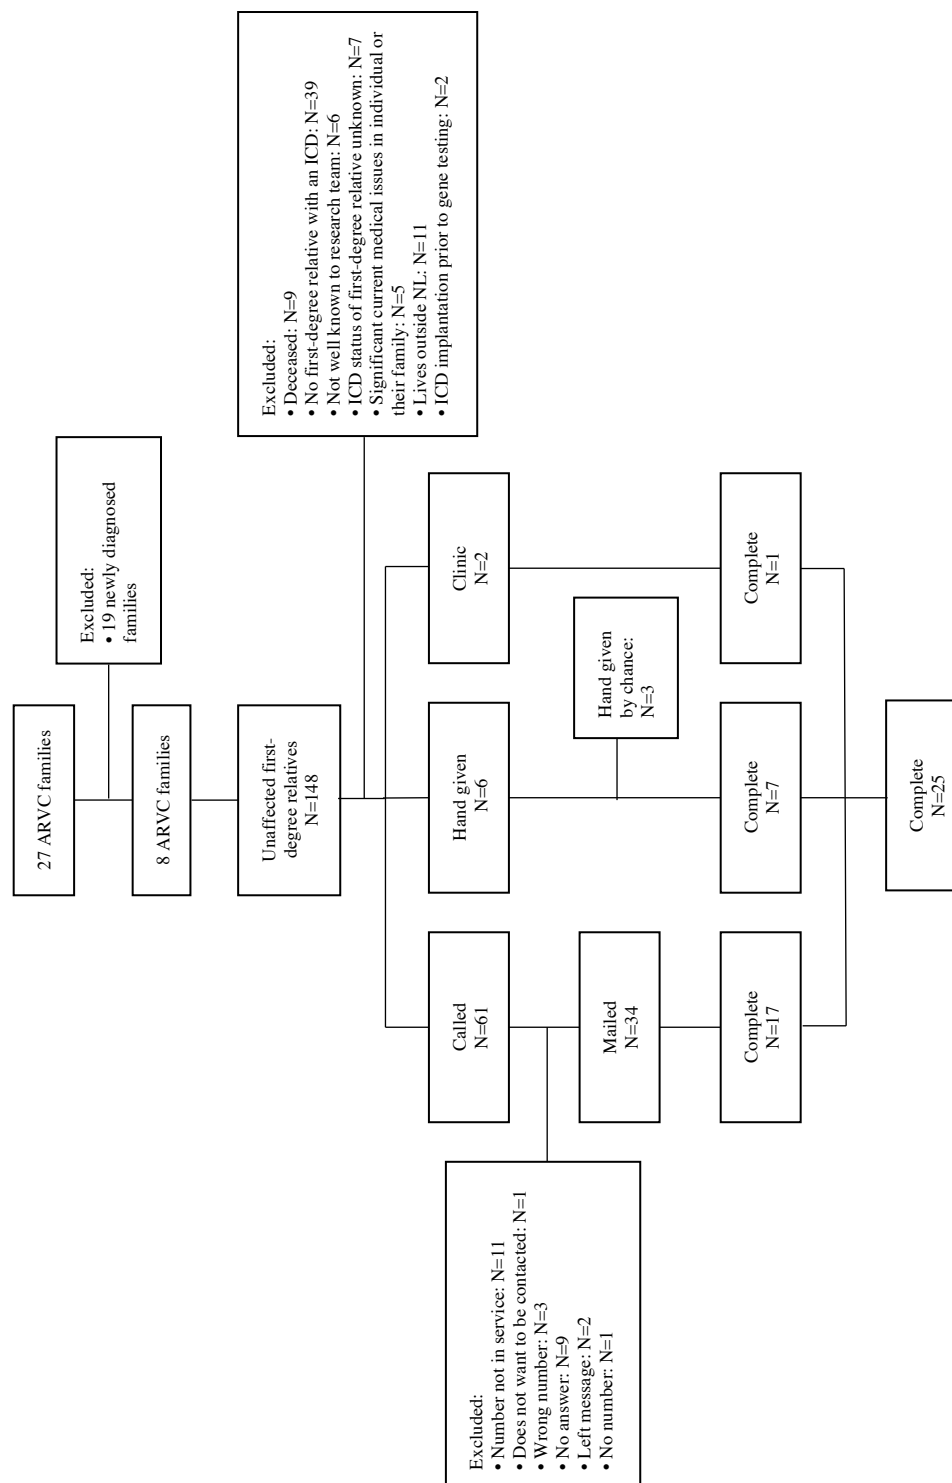 27 ARVC families
Excluded:
• 19 newly diagnosed
families
8 ARVC families
Unaffected first-
degree relatives
N=148
Excluded:
• Deceased: N=9
• No first-degree relative with an ICD: N=39
• Not well known to research team: N=6
• ICD status of first-degree relative unknown: N=7
• Significant current medical issues in individual or
their family: N=5
• Lives outside NL: N=11
• ICD implantation prior to gene testing: N=2
Called
N=61
Hand given
N=6
Clinic
N=2
Excluded:
• Number not in service: N=11
• Does not want to be contacted: N=1
• Wrong number: N=3
• No answer: N=9
• Left message: N=2
• No number: N=1
Mailed
N=34
Hand given
by chance:
N=3
Complete
N=17
Complete
N=7
Complete
N=1
Complete
N=25